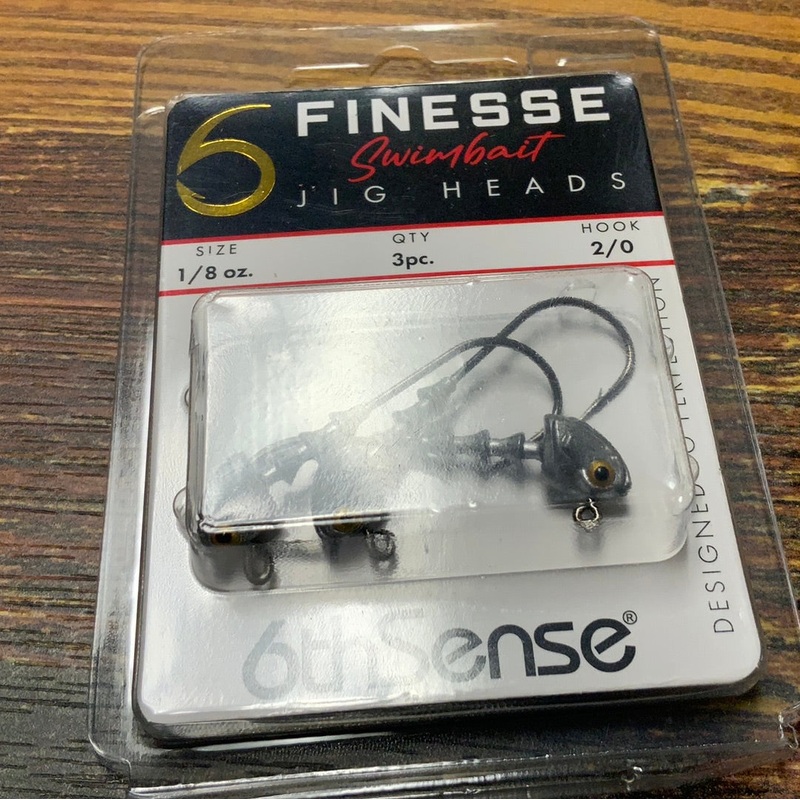 6 FINESSE
Swimbait
JIG HEADS
SIZE
1/8 oz.
QTY
3pc.
HOOK
2/0
DESIGNED TO PERFECTION
6thSense®